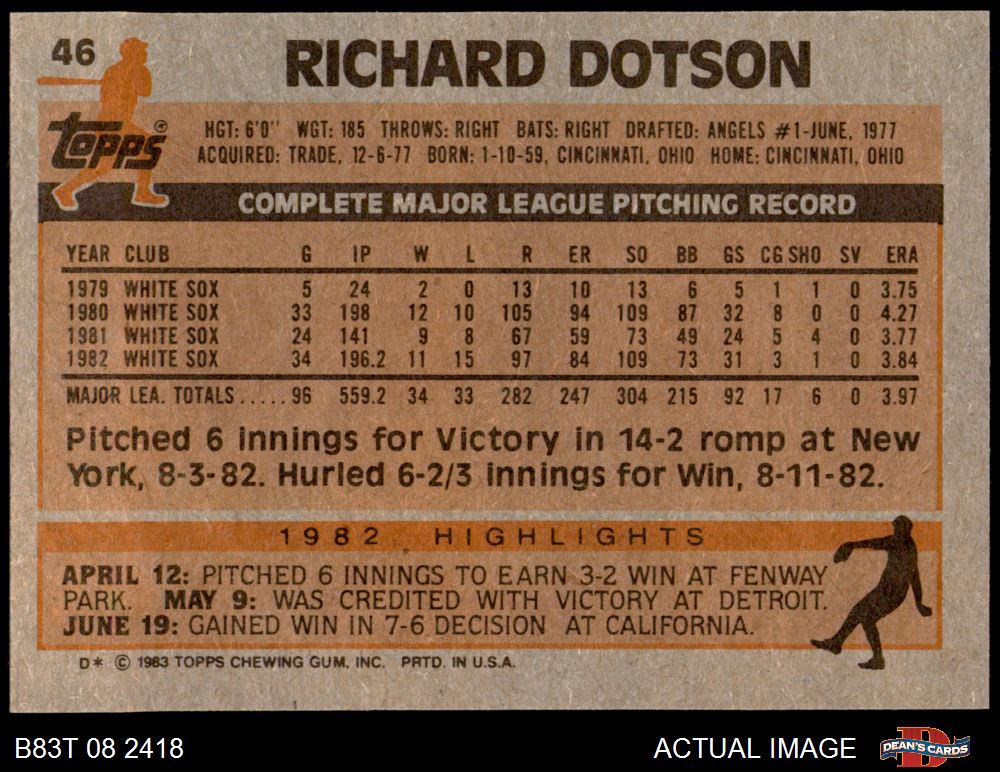 46
RICHARD DOTSON
TOPPS ®
HGT: 6'0" WGT: 185 THROWS: RIGHT BATS: RIGHT DRAFTED: ANGELS #1-JUNE, 1977
ACQUIRED: TRADE, 12-6-77 BORN: 1-10-59, CINCINNATI, OHIO HOME: CINCINNATI, OHIO
COMPLETE MAJOR LEAGUE PITCHING RECORD
YEAR CLUB G IP W L R ER SO BB GS CG SHO SV ERA
1979 WHITE SOX 5 24 2 0 13 10 13 6 5 1 1 0 3.75
1980 WHITE SOX 33 198 12 10 105 94 109 87 32 8 0 0 4.27
1981 WHITE SOX 24 141 9 8 67 59 73 49 24 5 4 0 3.77
1982 WHITE SOX 34 196.2 11 15 97 84 109 73 31 3 1 0 3.84
MAJOR LEA. TOTALS..... 96 559.2 34 33 282 247 304 215 92 17 6 0 3.97
Pitched 6 innings for Victory in 14-2 romp at New
York, 8-3-82. Hurled 6-2/3 innings for Win, 8-11-82.
1982 HIGHLIGHTS
APRIL 12: PITCHED 6 INNINGS TO EARN 3-2 WIN AT FENWAY
PARK. MAY 9: WAS CREDITED WITH VICTORY AT DETROIT.
JUNE 19: GAINED WIN IN 7-6 DECISION AT CALIFORNIA.
D* © 1983 TOPPS CHEWING GUM, INC. PRTD. IN U.S.A.
B83T 08 2418 ACTUAL IMAGE D DEAN'S CARDS